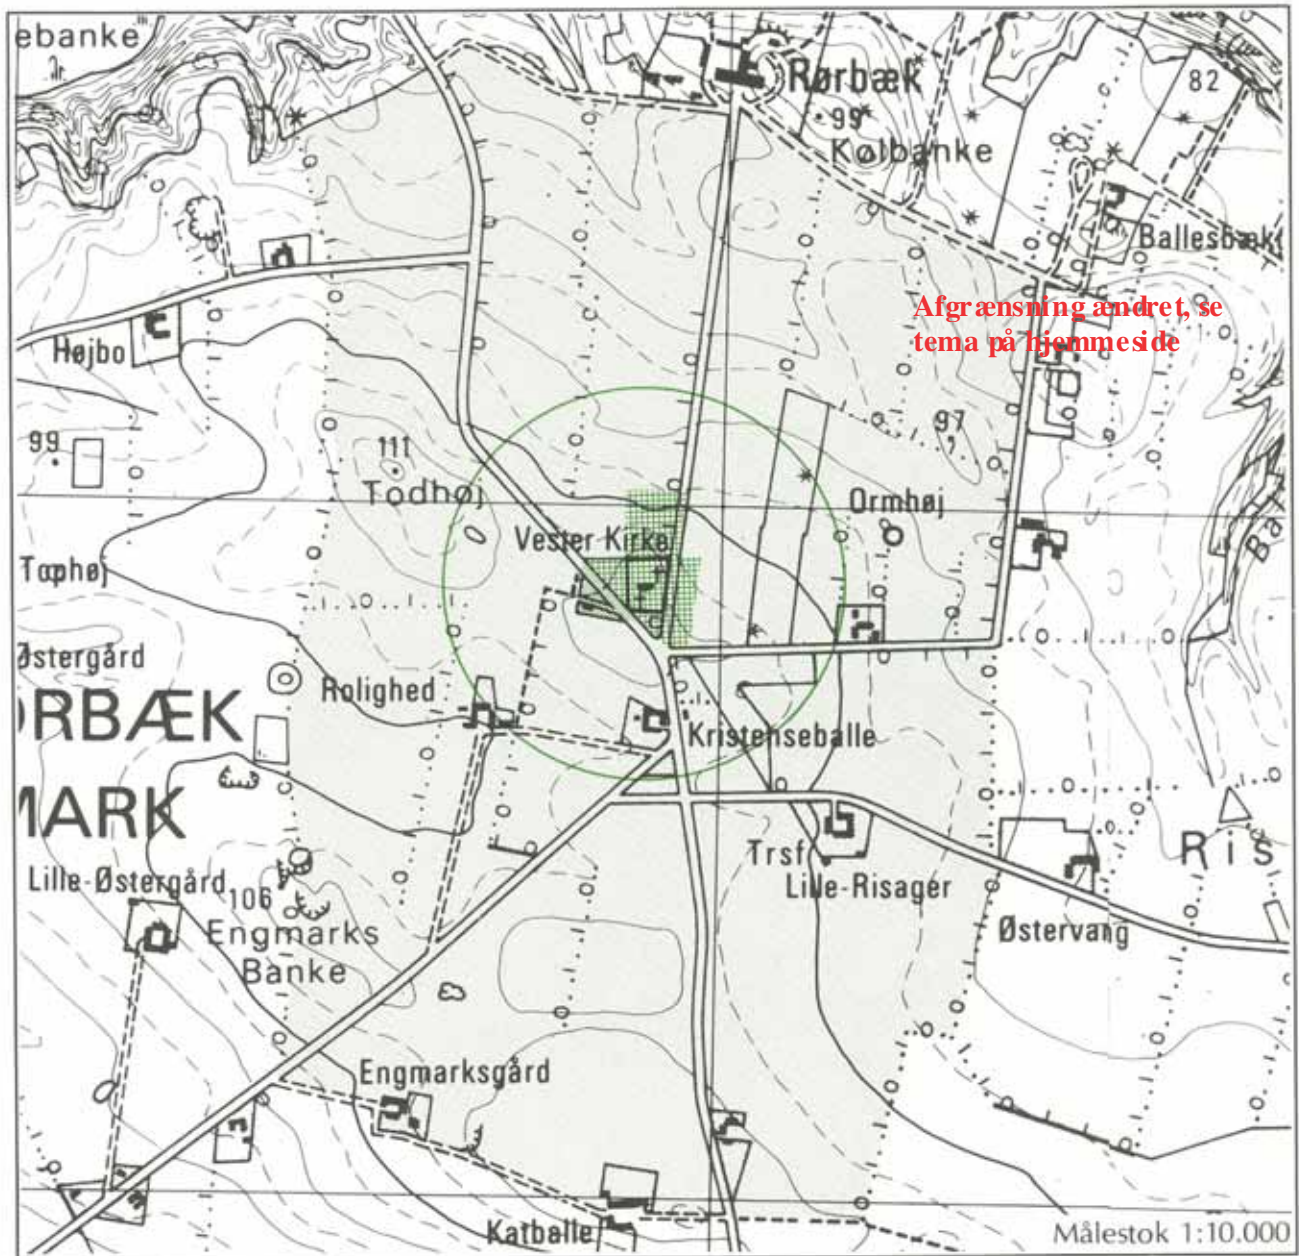 ebanke
Rørbæk
82
99
Kølbanke
Ballesbæk
Afgrænsning ændret, se
tema på hjemmeside
Højbo
97
99
111
Todhøj
Ormhøj
Vester Kirke
Tophøj
Østergård
Rolighed
ØRBÆK
Kristenseballe
MARK
Trsf
Ris
Lille-Østergård
Lille-Risager
106
Engmarks
Banke
Østervang
Engmarksgård
Katballe
Målestok 1:10.000